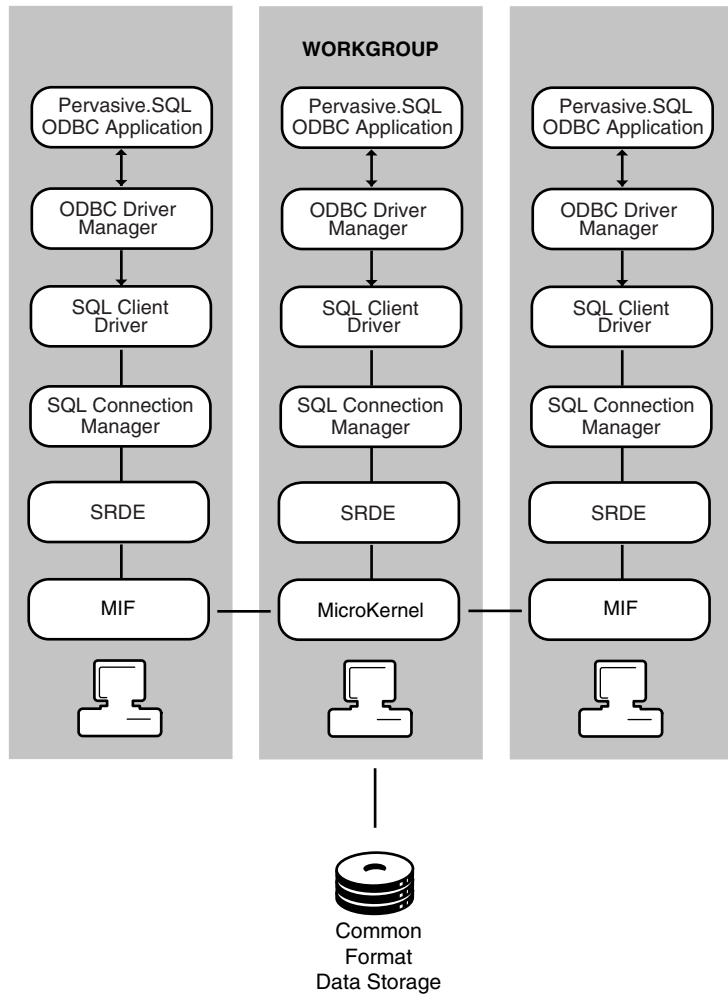 WORKGROUP
Pervasive.SQL
ODBC Application
Pervasive.SQL
ODBC Application
Pervasive.SQL
ODBC Application
ODBC Driver
Manager
ODBC Driver
Manager
ODBC Driver
Manager
SQL Client
Driver
SQL Client
Driver
SQL Client
Driver
SQL Connection
Manager
SQL Connection
Manager
SQL Connection
Manager
SRDE
SRDE
SRDE
MIF
MicroKernel
MIF
Common
Format
Data Storage